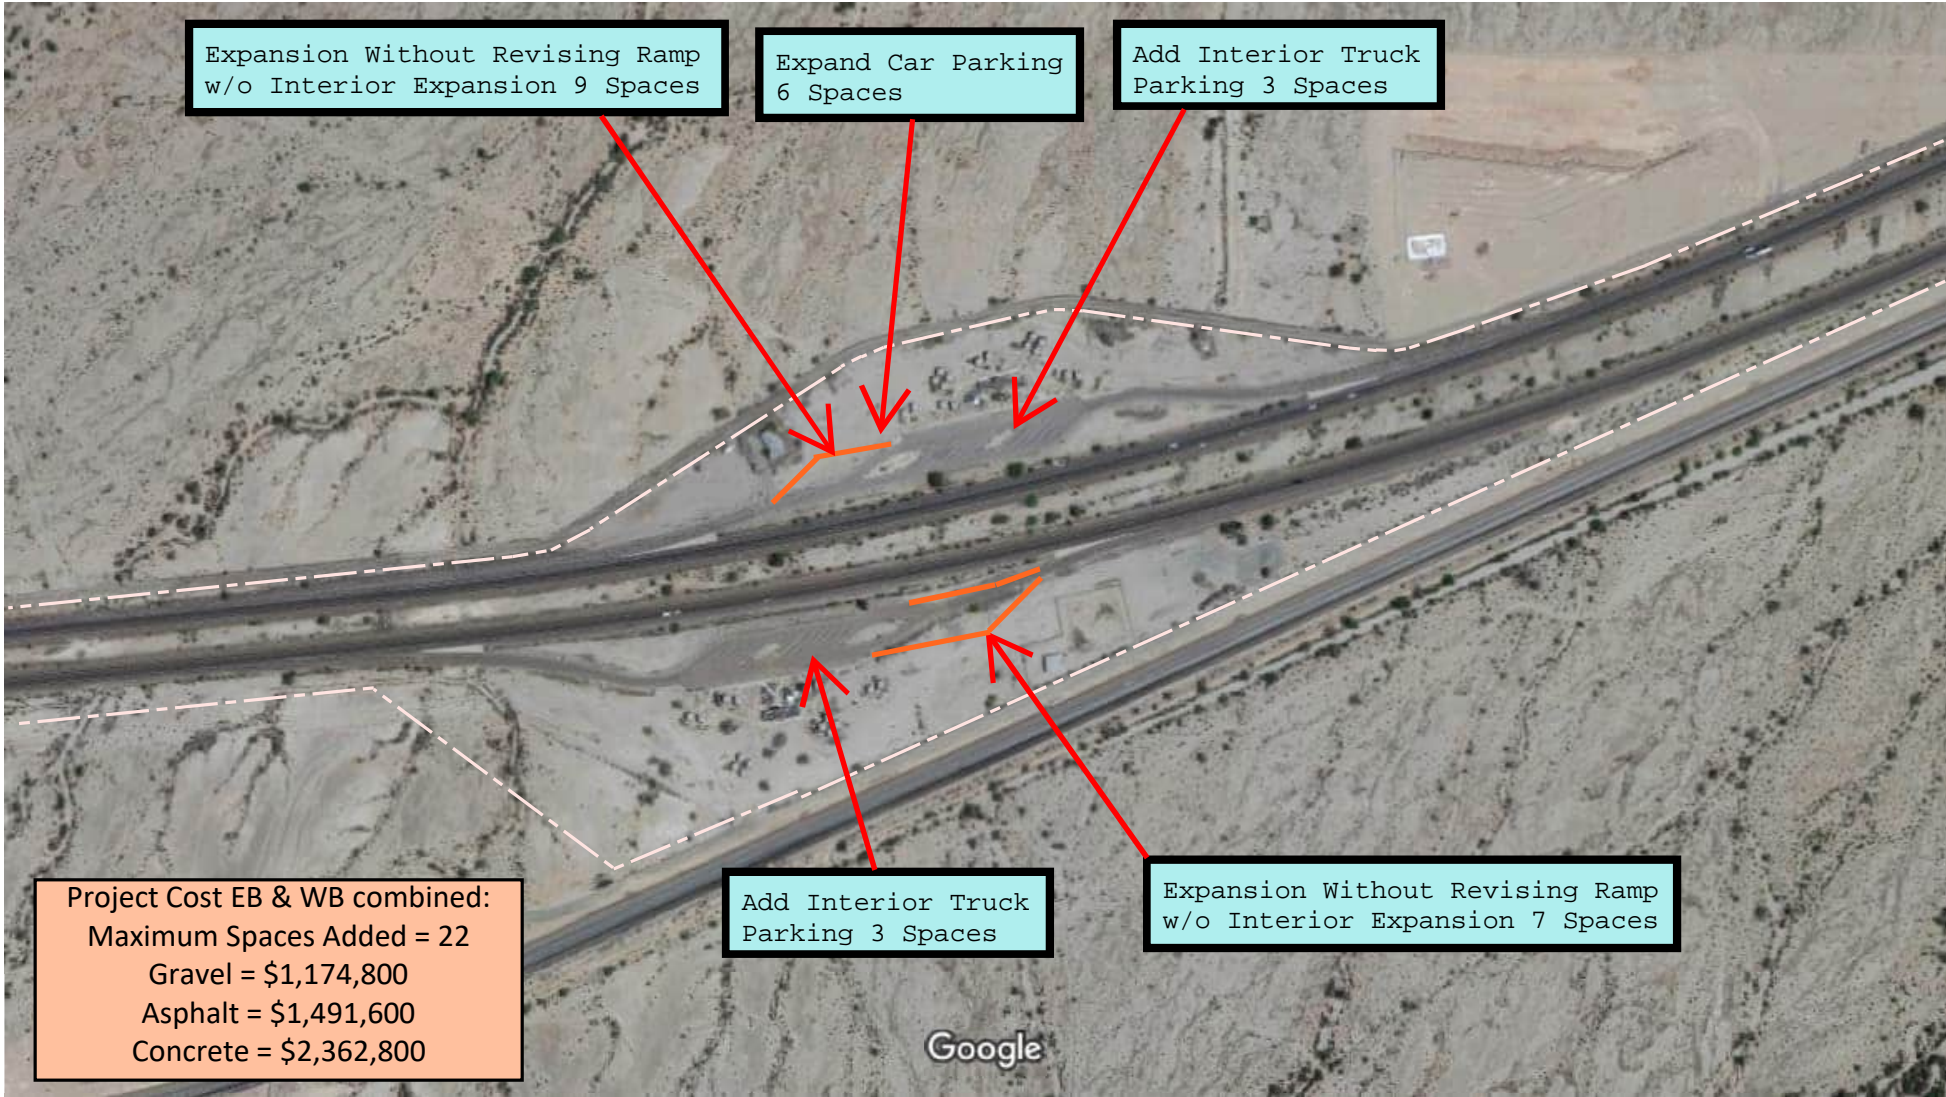 Expansion Without Revising Ramp
w/o Interior Expansion 9 Spaces
Expand Car Parking
6 Spaces
Add Interior Truck
Parking 3 Spaces
Add Interior Truck
Parking 3 Spaces
Expansion Without Revising Ramp
w/o Interior Expansion 7 Spaces
Project Cost EB & WB combined:
Maximum Spaces Added = 22
Gravel = $1,174,800
Asphalt = $1,491,600
Concrete = $2,362,800
Google